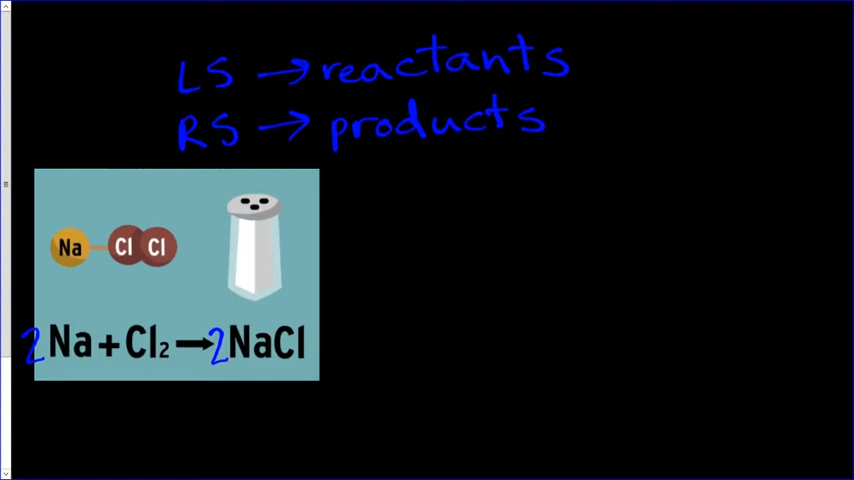 LS → reactants
RS → products
Na Cl Cl
2Na+Cl₂→2NaCl